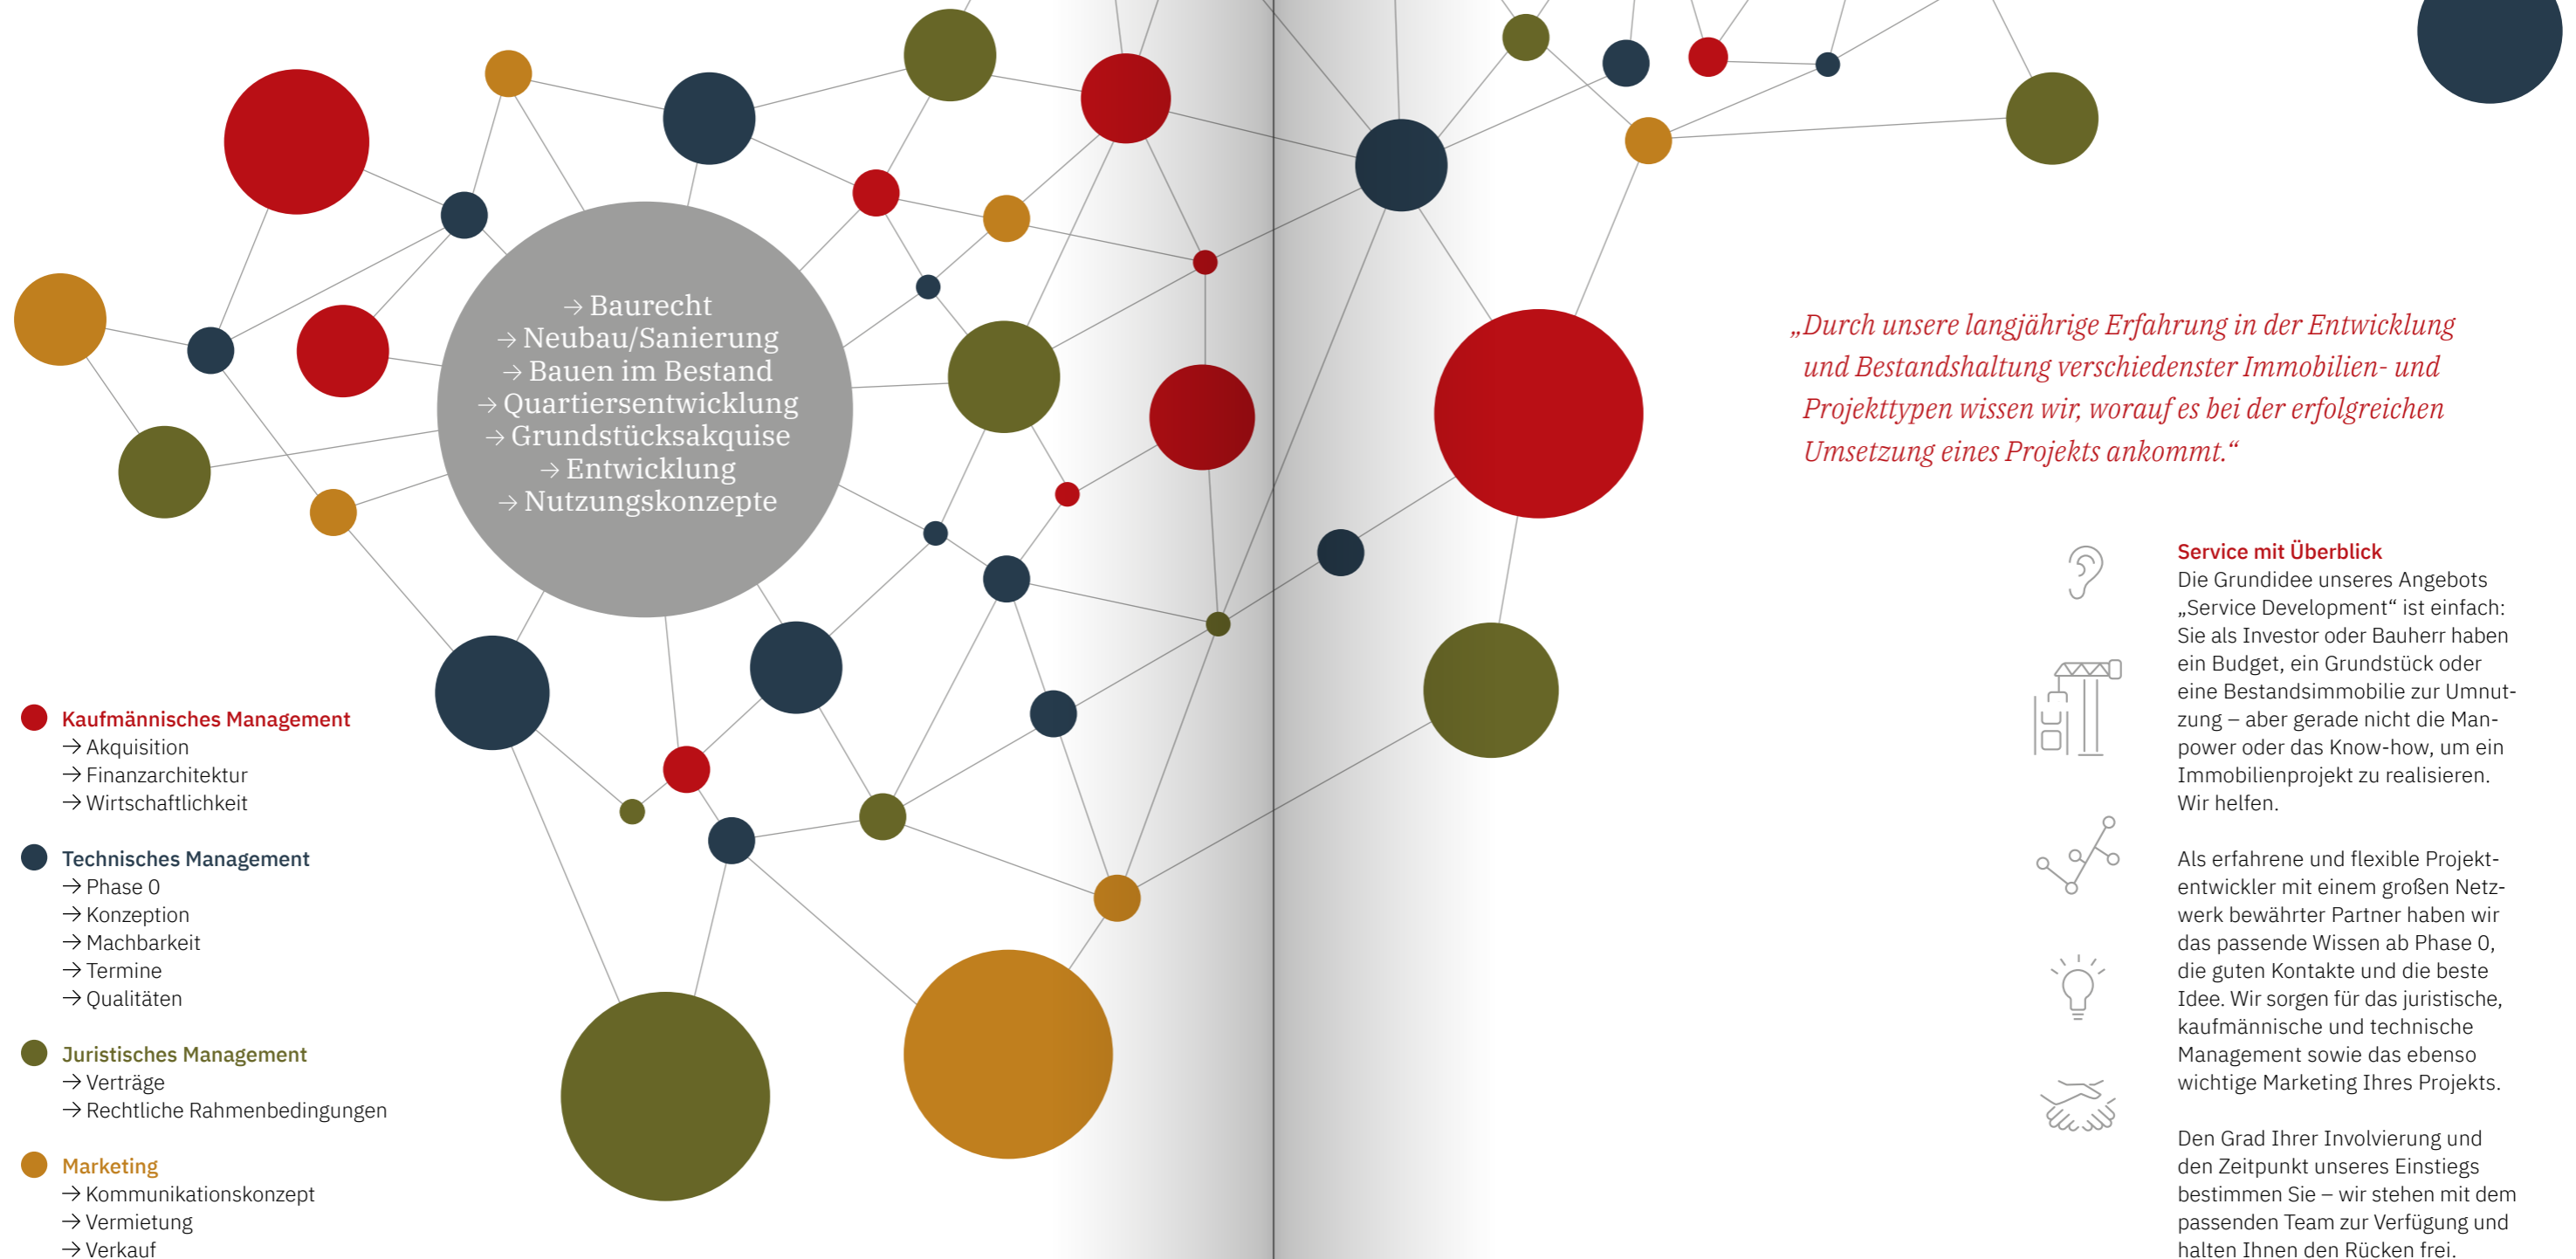 → Baurecht
→ Neubau/Sanierung
→ Bauen im Bestand
→ Quartiersentwicklung
→ Grundstücksakquise
→ Entwicklung
→ Nutzungskonzepte
Kaufmännisches Management
→ Akquisition
→ Finanzarchitektur
→ Wirtschaftlichkeit
Technisches Management
→ Phase 0
→ Konzeption
→ Machbarkeit
→ Termine
→ Qualitäten
Juristisches Management
→ Verträge
→ Rechtliche Rahmenbedingungen
Marketing
→ Kommunikationskonzept
→ Vermietung
→ Verkauf
„Durch unsere langjährige Erfahrung in der Entwicklung
und Bestandshaltung verschiedenster Immobilien- und
Projekttypen wissen wir, worauf es bei der erfolgreichen
Umsetzung eines Projekts ankommt.“
Service mit Überblick
Die Grundidee unseres Angebots
„Service Development“ ist einfach:
Sie als Investor oder Bauherr haben
ein Budget, ein Grundstück oder
eine Bestandsimmobilie zur Umnut-
zung – aber gerade nicht die Man-
power oder das Know-how, um ein
Immobilienprojekt zu realisieren.
Wir helfen.
Als erfahrene und flexible Projekt-
entwickler mit einem großen Netz-
werk bewährter Partner haben wir
das passende Wissen ab Phase 0,
die guten Kontakte und die beste
Idee. Wir sorgen für das juristische,
kaufmännische und technische
Management sowie das ebenso
wichtige Marketing Ihres Projekts.
Den Grad Ihrer Involvierung und
den Zeitpunkt unseres Einstiegs
bestimmen Sie – wir stehen mit dem
passenden Team zur Verfügung und
halten Ihnen den Rücken frei.